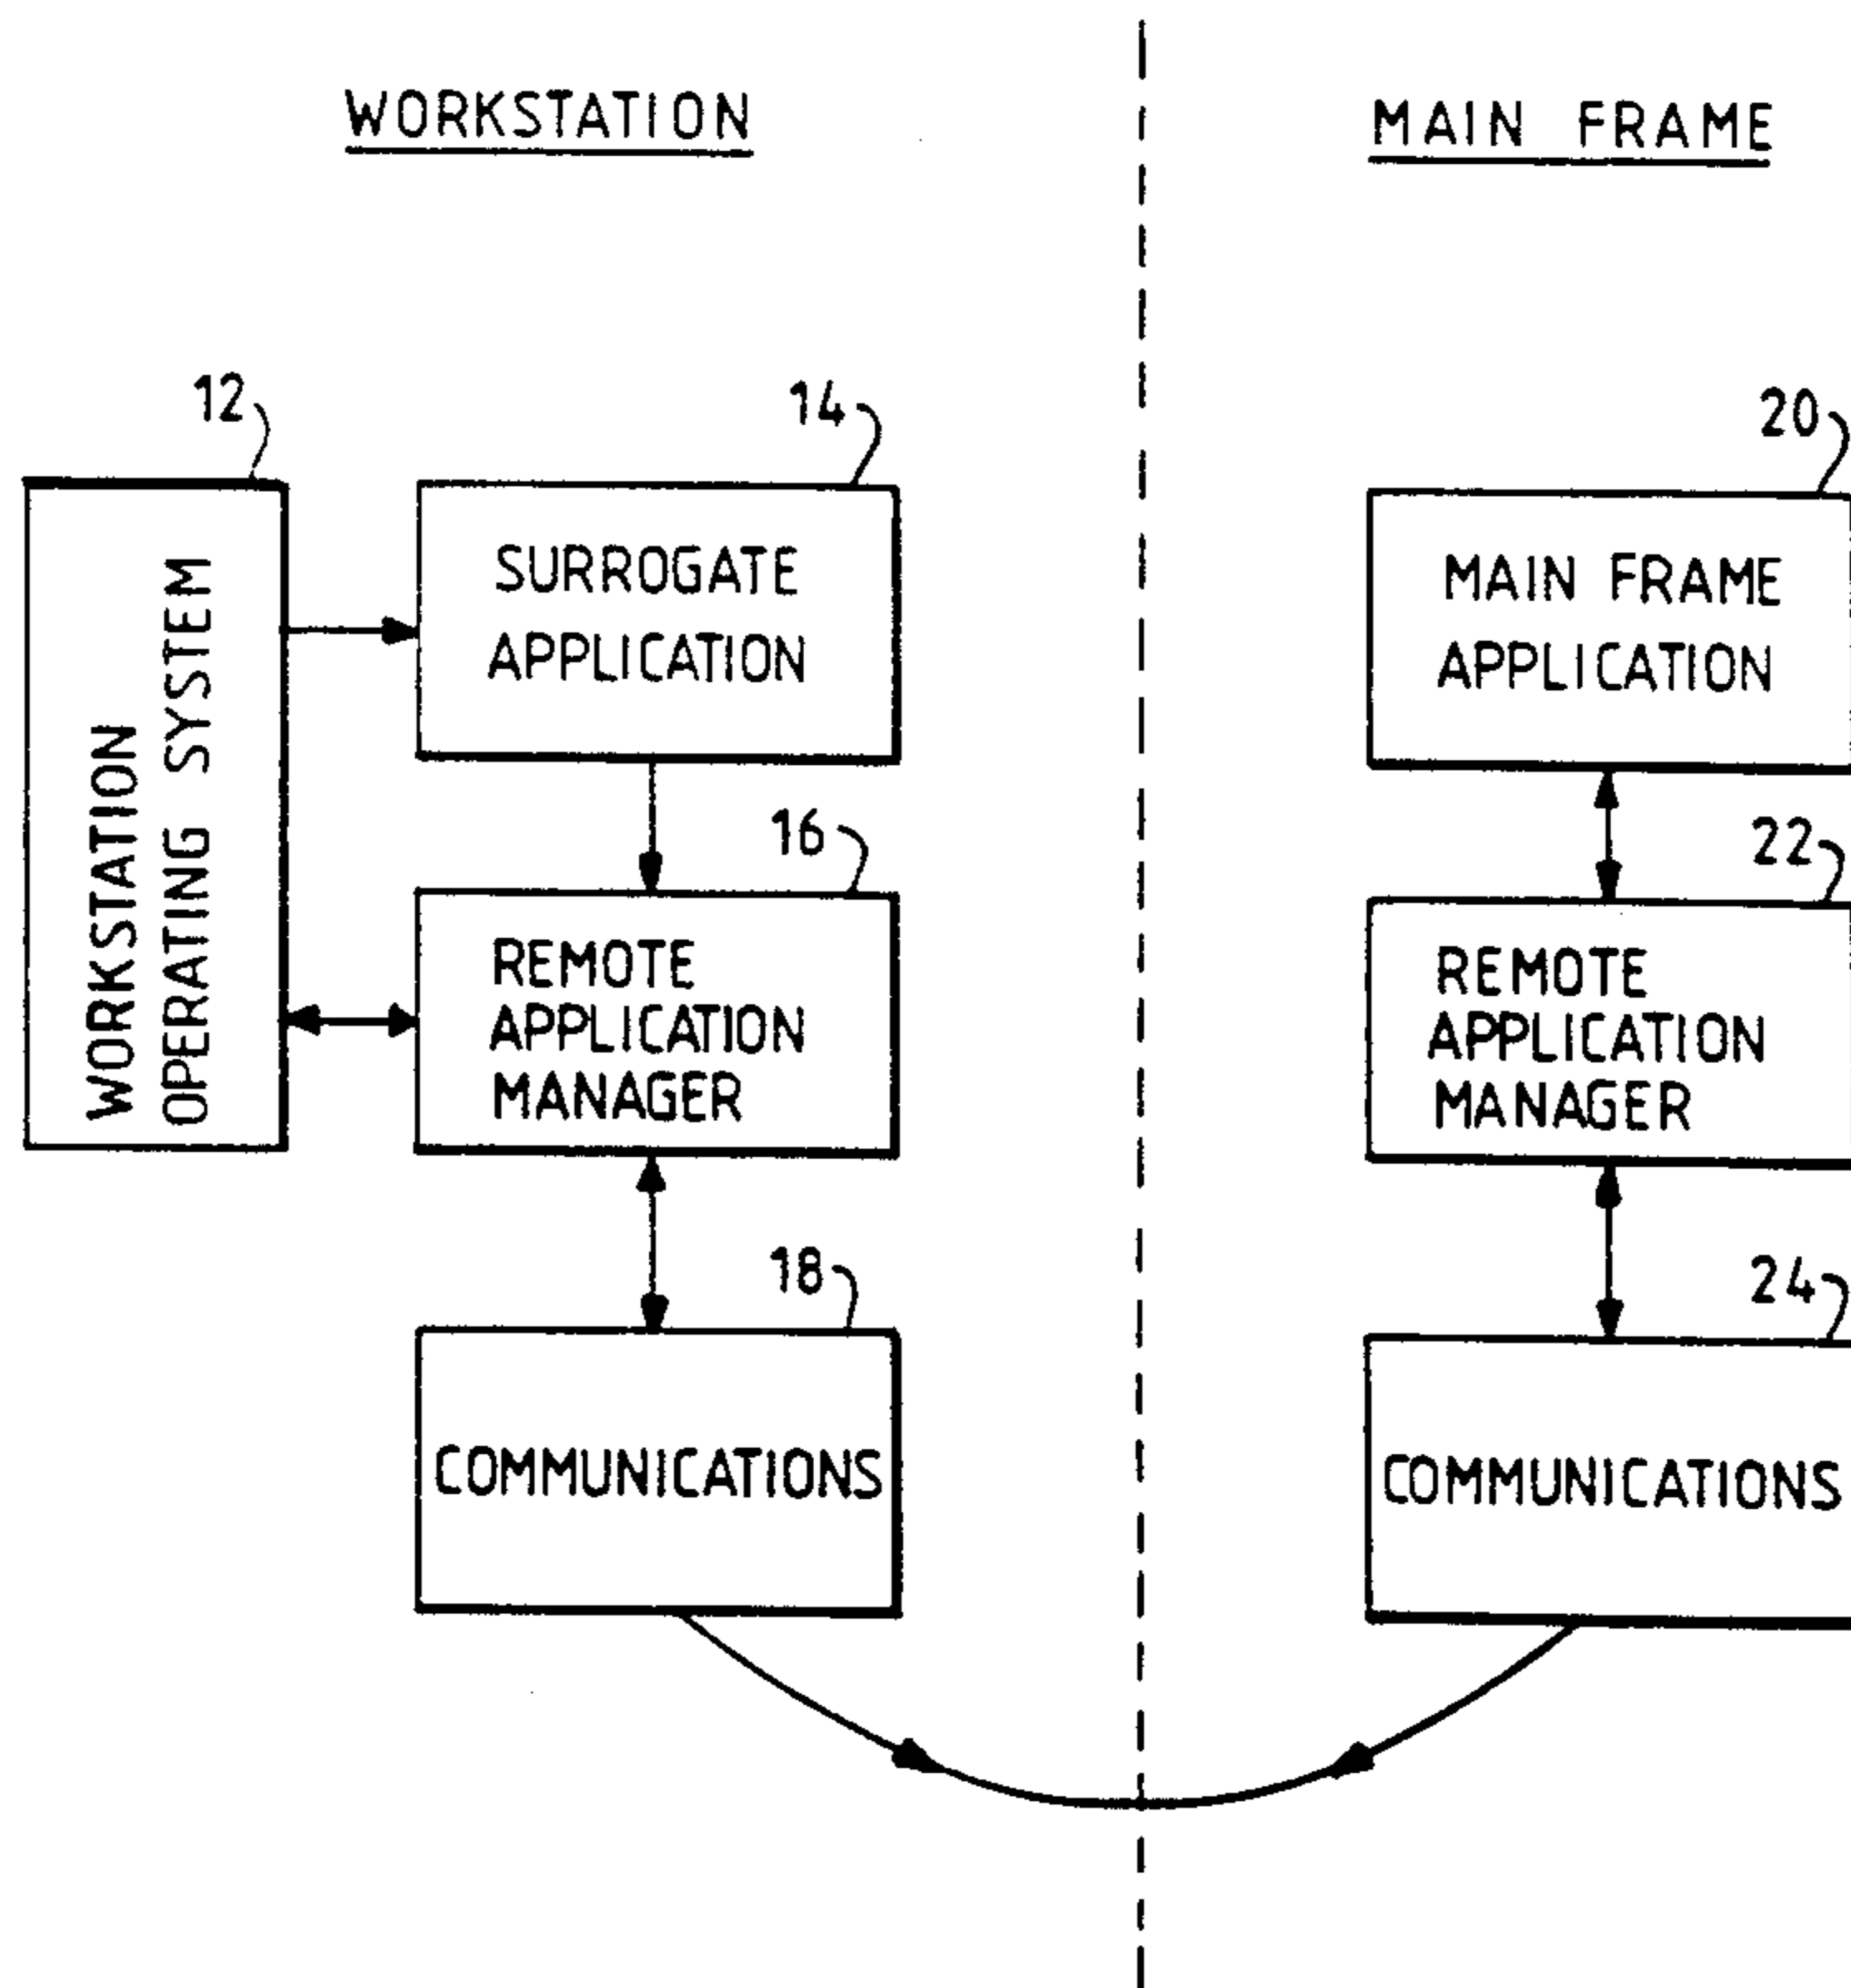 WORKSTATION
MAIN FRAME
12
14
20
WORKSTATION
OPERATING SYSTEM
SURROGATE
APPLICATION
MAIN FRAME
APPLICATION
16
22
REMOTE
APPLICATION
MANAGER
REMOTE
APPLICATION
MANAGER
18
24
COMMUNICATIONS
COMMUNICATIONS